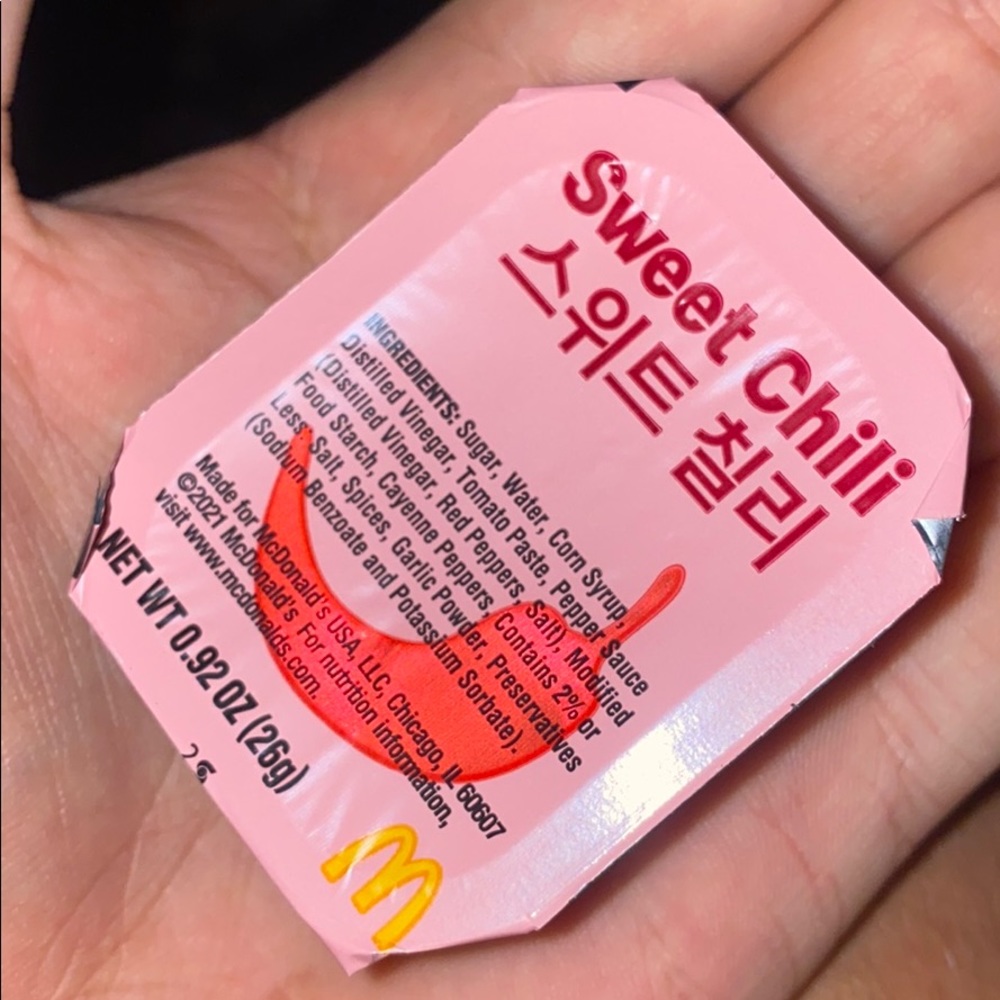 Sweet Chili
스위트 칠리
INGREDIENTS: Sugar, Water, Corn Syrup,
Distilled Vinegar, Tomato Paste, Pepper Sauce
(Distilled Vinegar, Red Peppers, Salt), Modified
Food Starch, Cayenne Peppers, Contains 2% or
Less: Salt, Spices, Garlic Powder, Preservatives
(Sodium Benzoate and Potassium Sorbate).
Made for McDonald's USA, LLC, Chicago, IL 60607
©2021 McDonald's For nutrition information,
visit www.mcdonalds.com.
NET WT 0.92 OZ (26g)